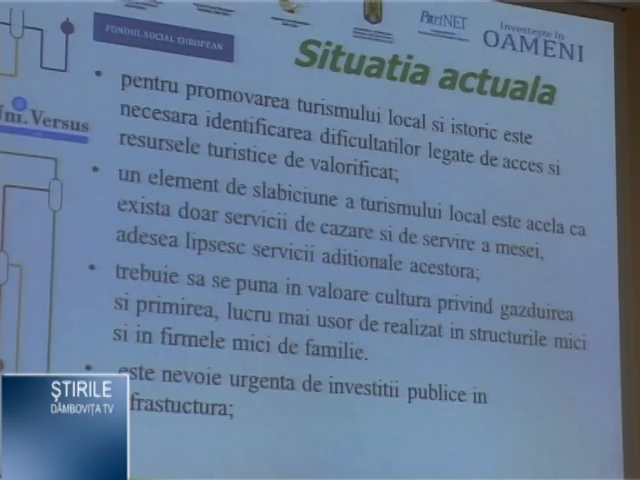 FONDUL SOCIAL EUROPEAN
PartNET
Investeşte în
OAMENI
Uni.Versus
Situatia actuala
• pentru promovarea turismului local si istoric este
necesara identificarea dificultatilor legate de acces si
resursele turistice de valorificat;
• un element de slabiciune a turismului local este acela ca
exista doar servicii de cazare si de servire a mesei,
adesea lipsesc servicii aditionale acestora;
• trebuie sa se puna in valoare cultura privind gazduirea
si primirea, lucru mai usor de realizat in structurile mici
si in firmele mici de familie.
• este nevoie urgenta de investitii publice in
frastuctura;
ŞTIRILE
DÂMBOVIŢA TV